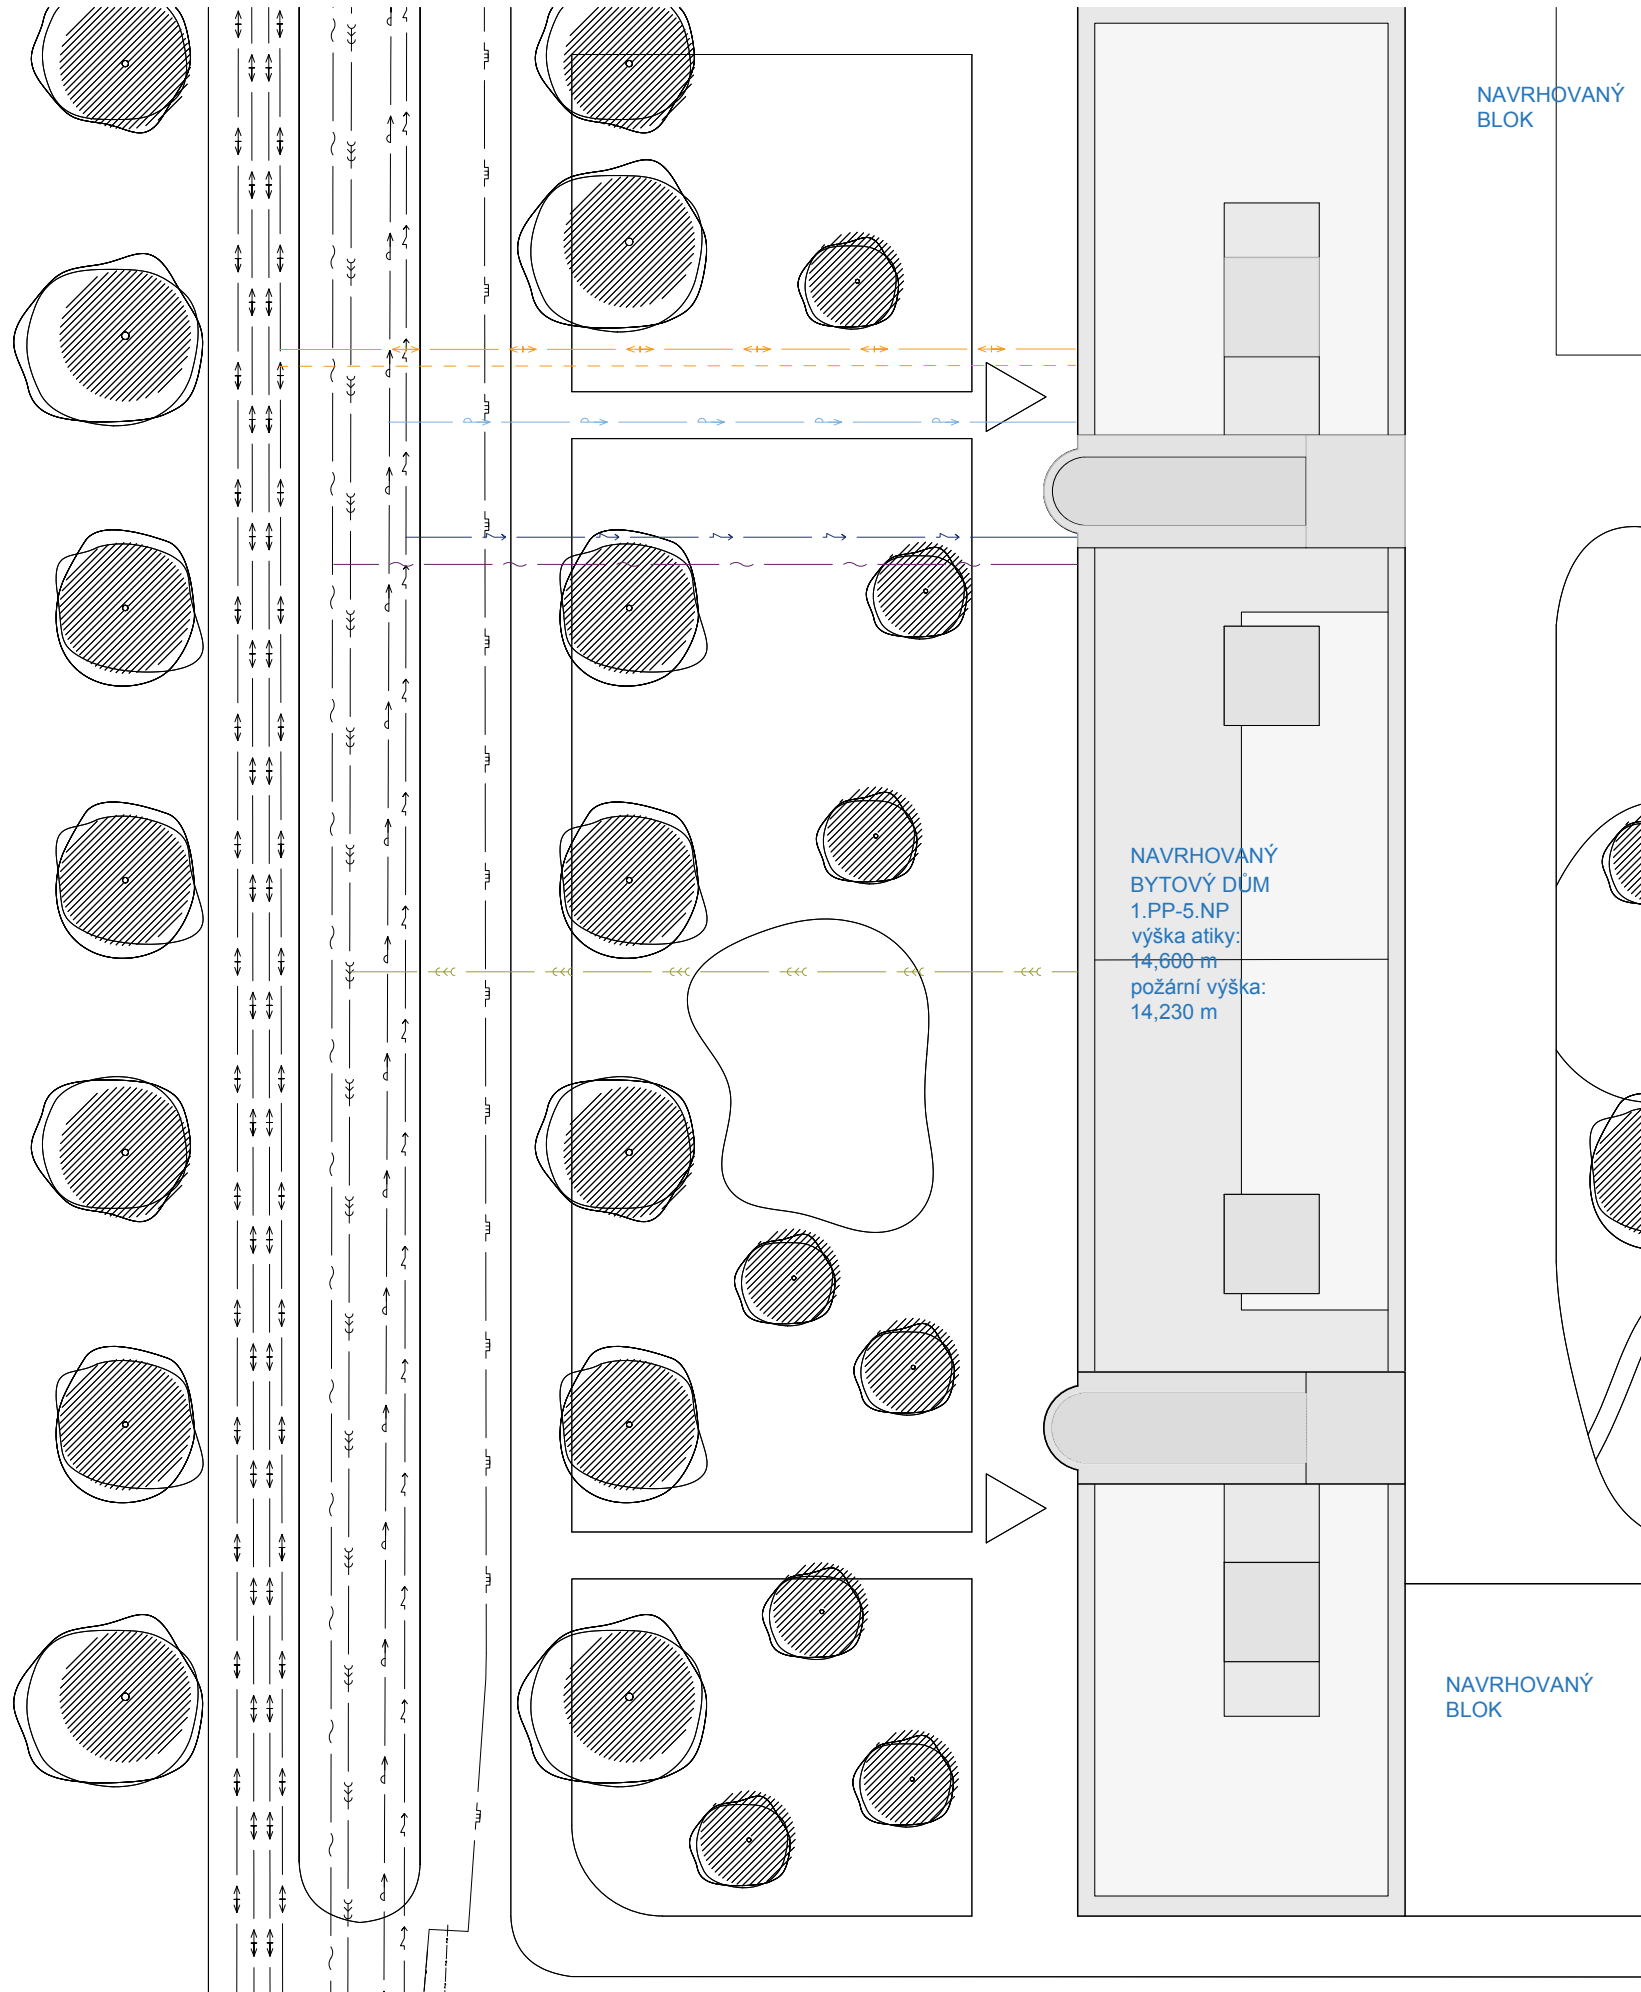 NAVRHOVANÝ
BLOK
NAVRHOVANÝ
BYTOVÝ DŮM
1.PP-5.NP
výška atiky:
14,600 m
požární výška:
14,230 m
NAVRHOVANÝ
BLOK